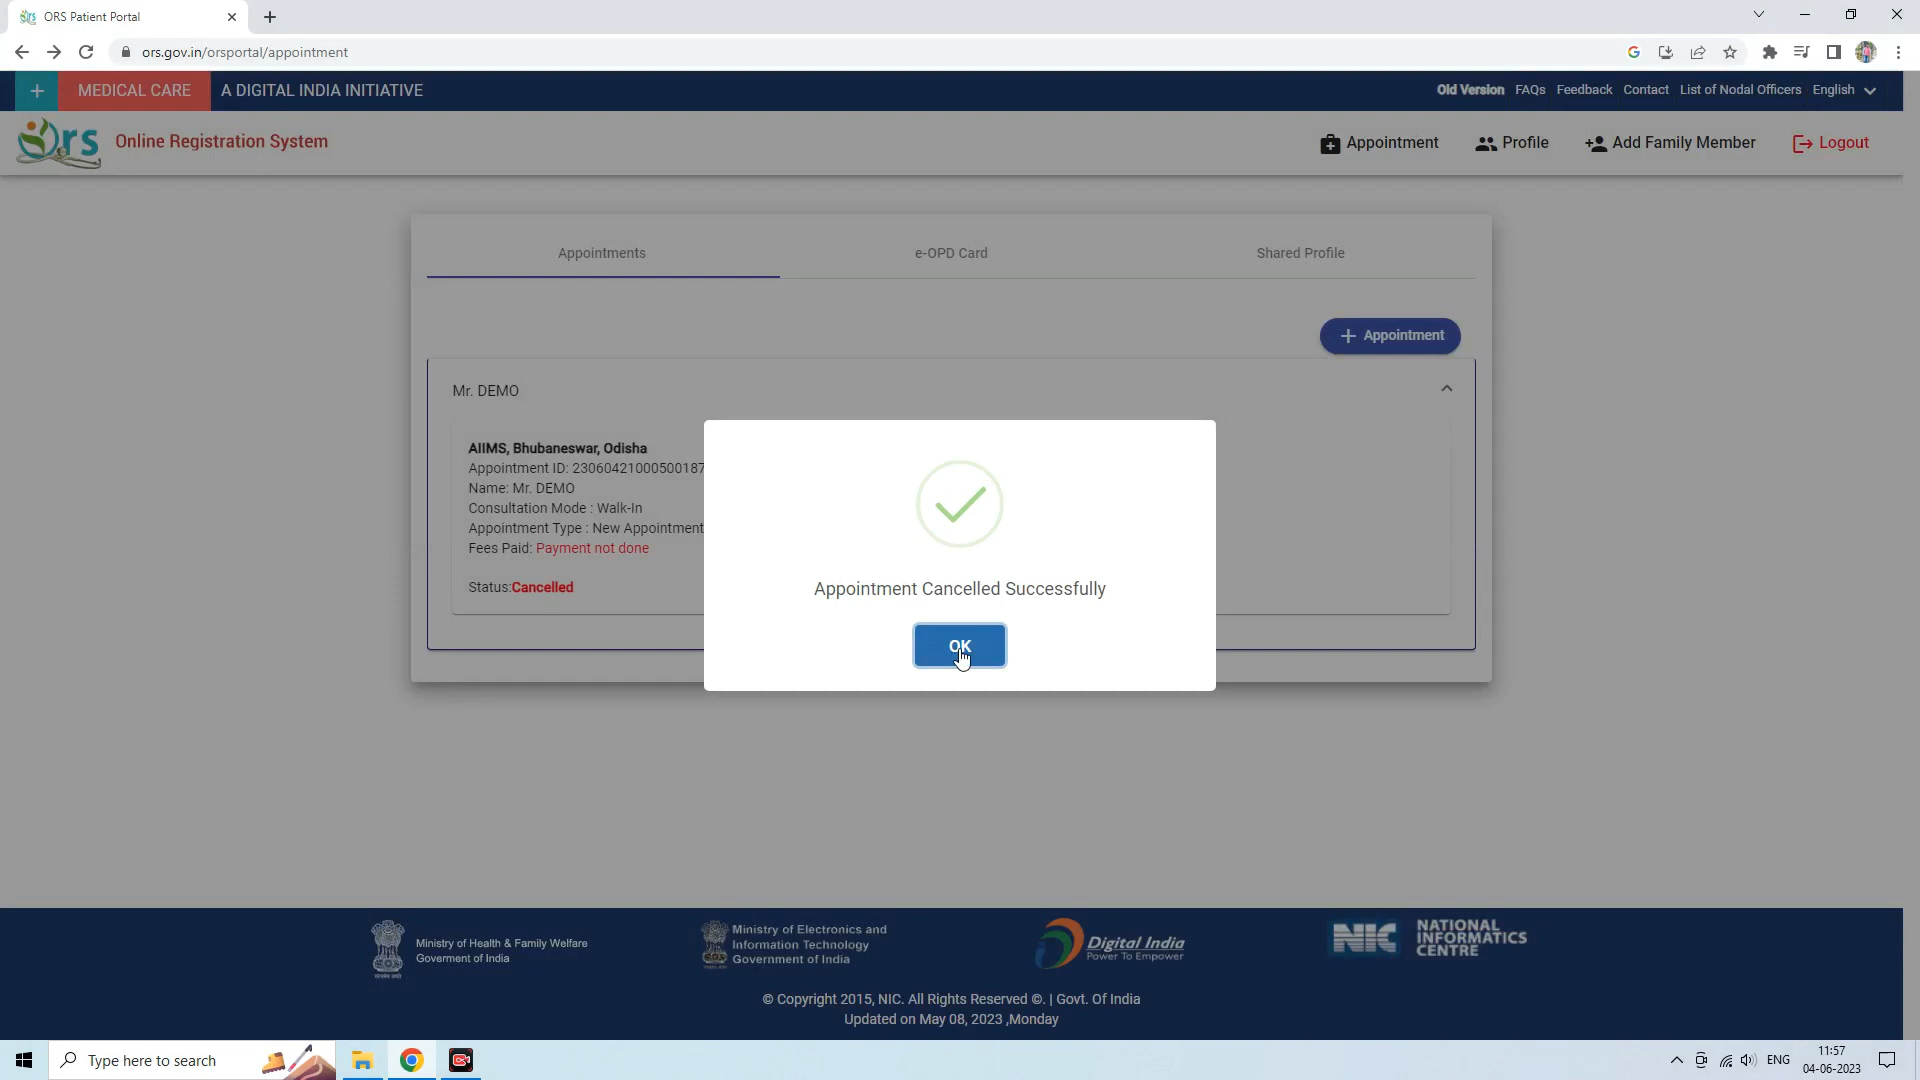 ORS Patient Portal
ors.gov.in/orsportal/appointment
MEDICAL CARE
A DIGITAL INDIA INITIATIVE
Old Version
FAQs
Feedback
Contact
List of Nodal Officers
English
Ors
Online Registration System
Appointment
Profile
Add Family Member
Logout
Appointments
e-OPD Card
Shared Profile
+ Appointment
Mr. DEMO
AIIMS, Bhubaneswar, Odisha
Appointment ID: 23060421000500187
Name: Mr. DEMO
Consultation Mode : Walk-In
Appointment Type : New Appointment
Fees Paid: Payment not done
Status:Cancelled
Appointment Cancelled Successfully
OK
Ministry of Health & Family Welfare
Goverment of India
Ministry of Electronics and
Information Technology
Government of India
Digital India
Power To Empower
NIC
NATIONAL
INFORMATICS
CENTRE
© Copyright 2015, NIC. All Rights Reserved ©. | Govt. Of India
Updated on May 08, 2023 ,Monday
Type here to search
ENG
11:57
04-06-2023